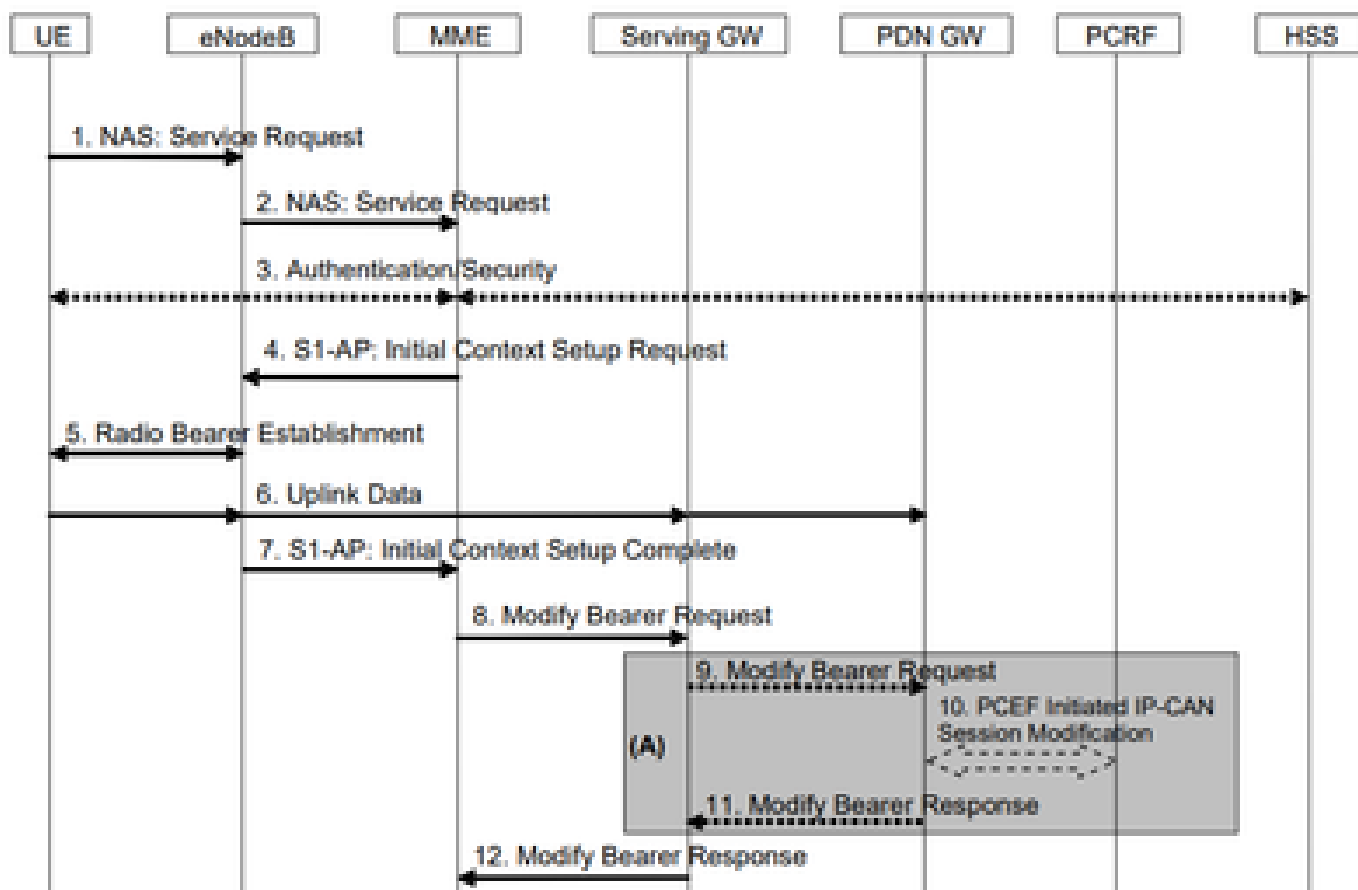 UE
eNodeB
MME
Serving GW
PDN GW
PCRF
HSS
1. NAS: Service Request
2. NAS: Service Request
3. Authentication/Security
4. S1-AP: Initial Context Setup Request
5. Radio Bearer Establishment
6. Uplink Data
7. S1-AP: Initial Context Setup Complete
8. Modify Bearer Request
9. Modify Bearer Request
10. PCEF Initiated IP-CAN
Session Modification
(A)
11. Modify Bearer Response
12. Modify Bearer Response